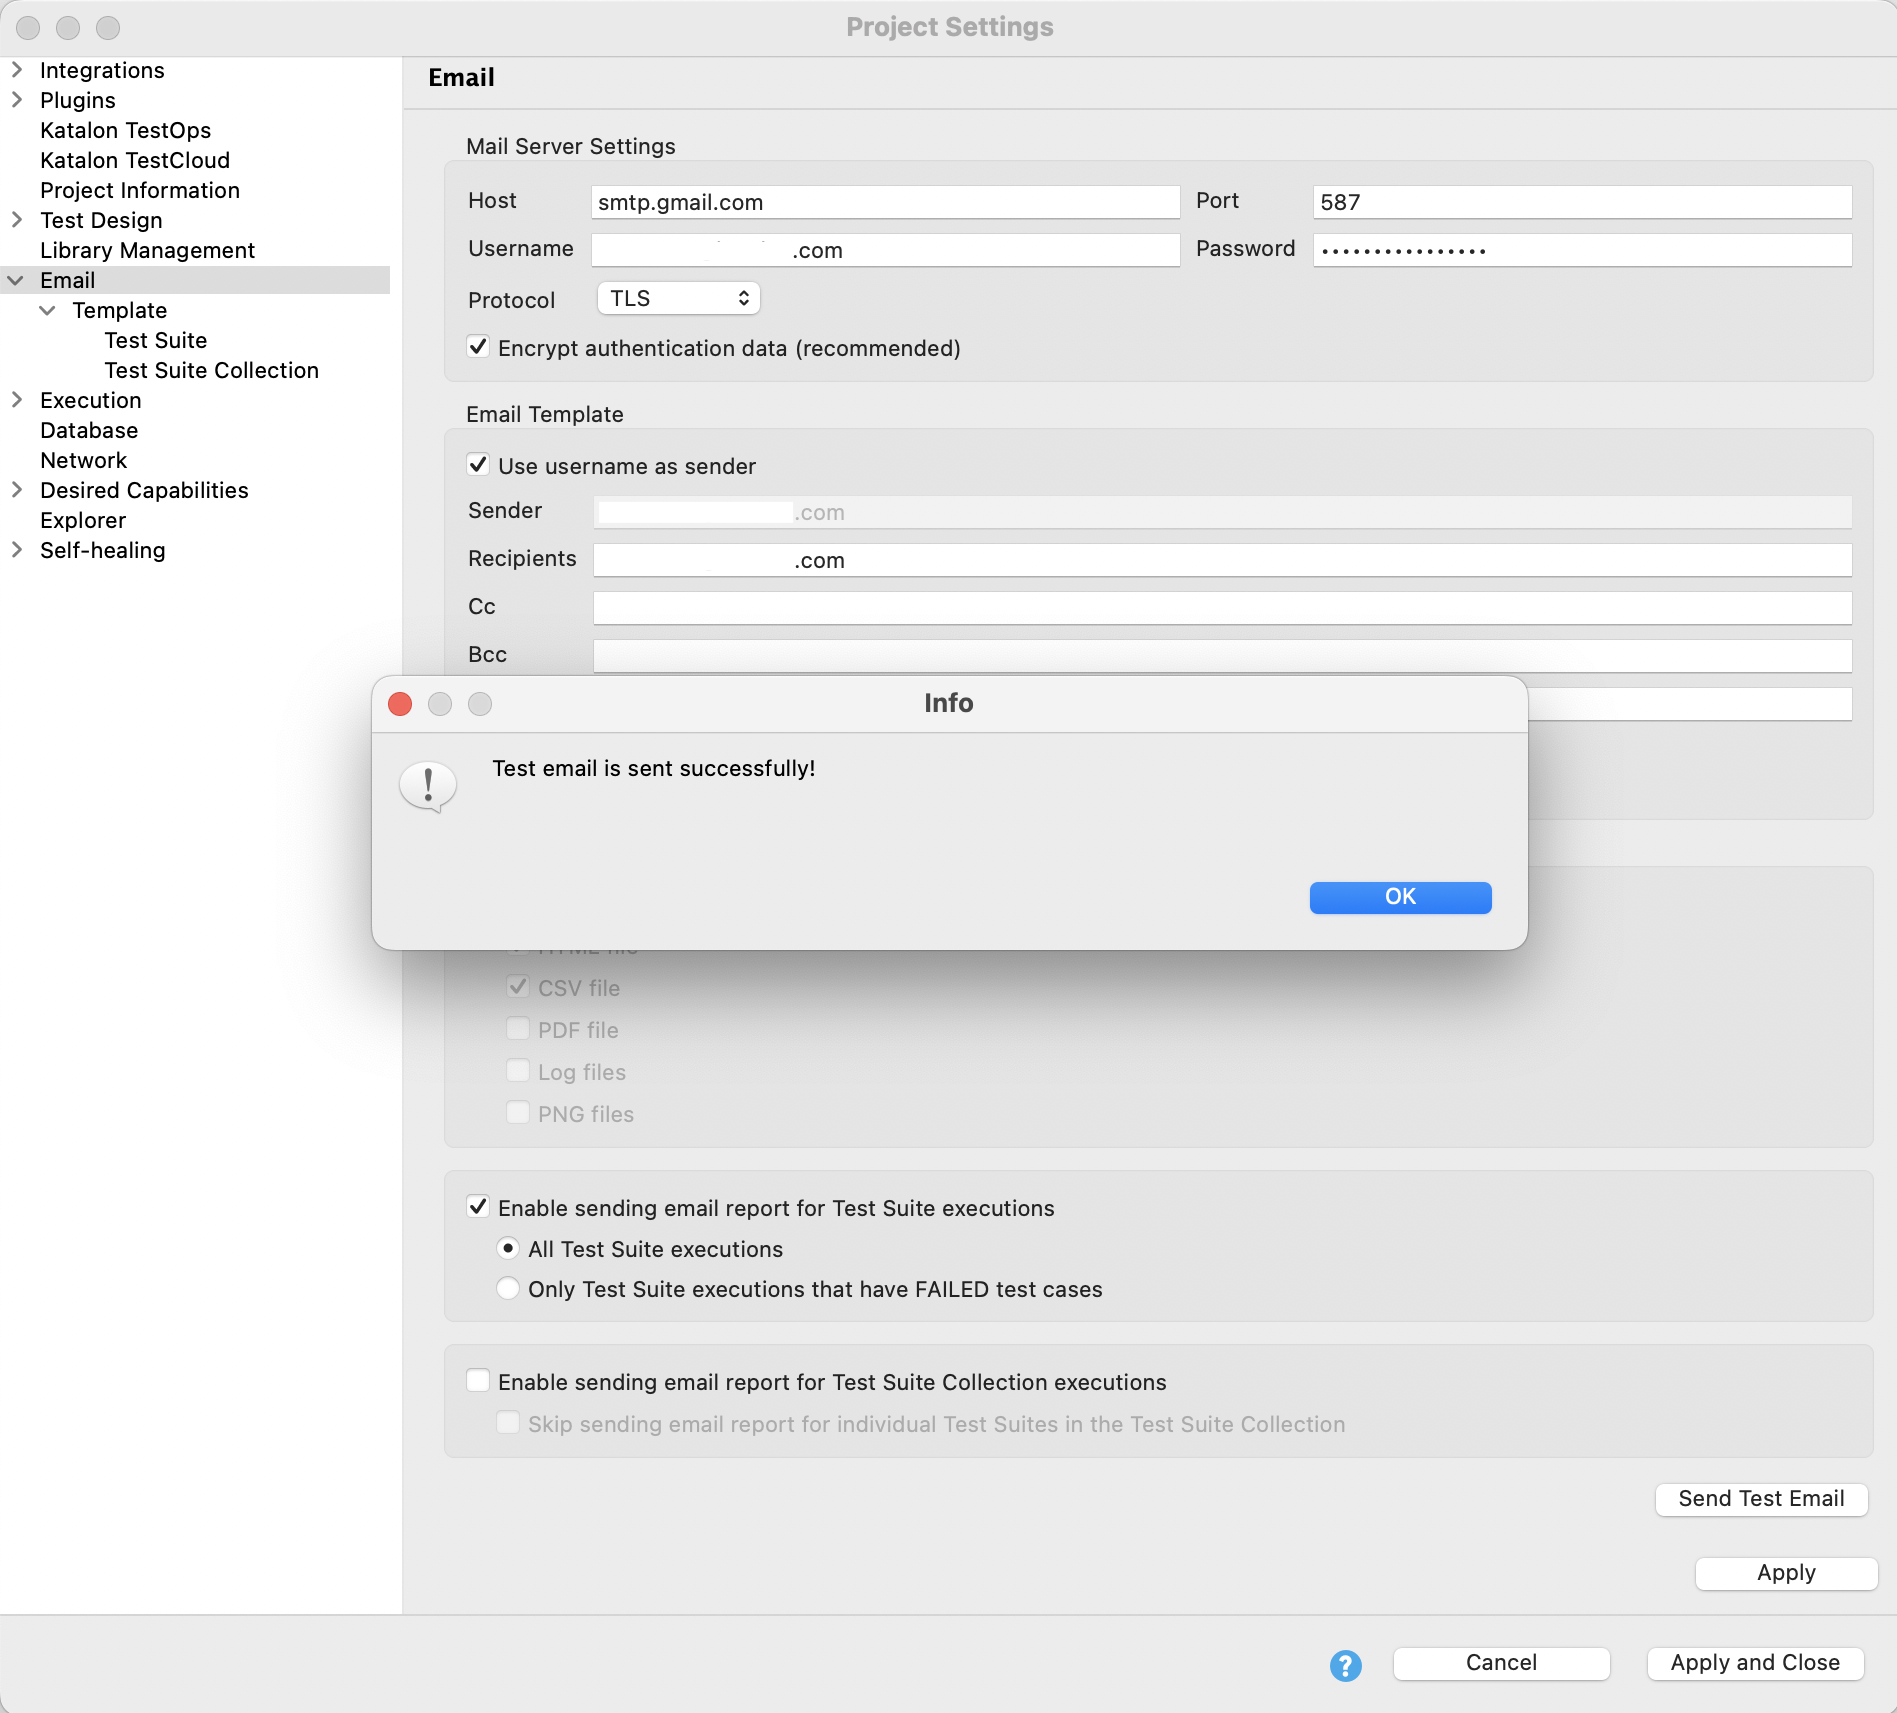 Project Settings
Integrations
Plugins
Katalon TestOps
Katalon TestCloud
Project Information
Test Design
Library Management
Email
Template
Test Suite
Test Suite Collection
Execution
Database
Network
Desired Capabilities
Explorer
Self-healing
Email
Mail Server Settings
Host smtp.gmail.com Port 587
Username .com Password ••••••••••••••••
Protocol TLS
Encrypt authentication data (recommended)
Email Template
Use username as sender
Sender .com
Recipients .com
Cc
Bcc
Info
Test email is sent successfully!
OK
HTML file
CSV file
PDF file
Log files
PNG files
Enable sending email report for Test Suite executions
All Test Suite executions
Only Test Suite executions that have FAILED test cases
Enable sending email report for Test Suite Collection executions
Skip sending email report for individual Test Suites in the Test Suite Collection
Send Test Email
Apply
? Cancel Apply and Close